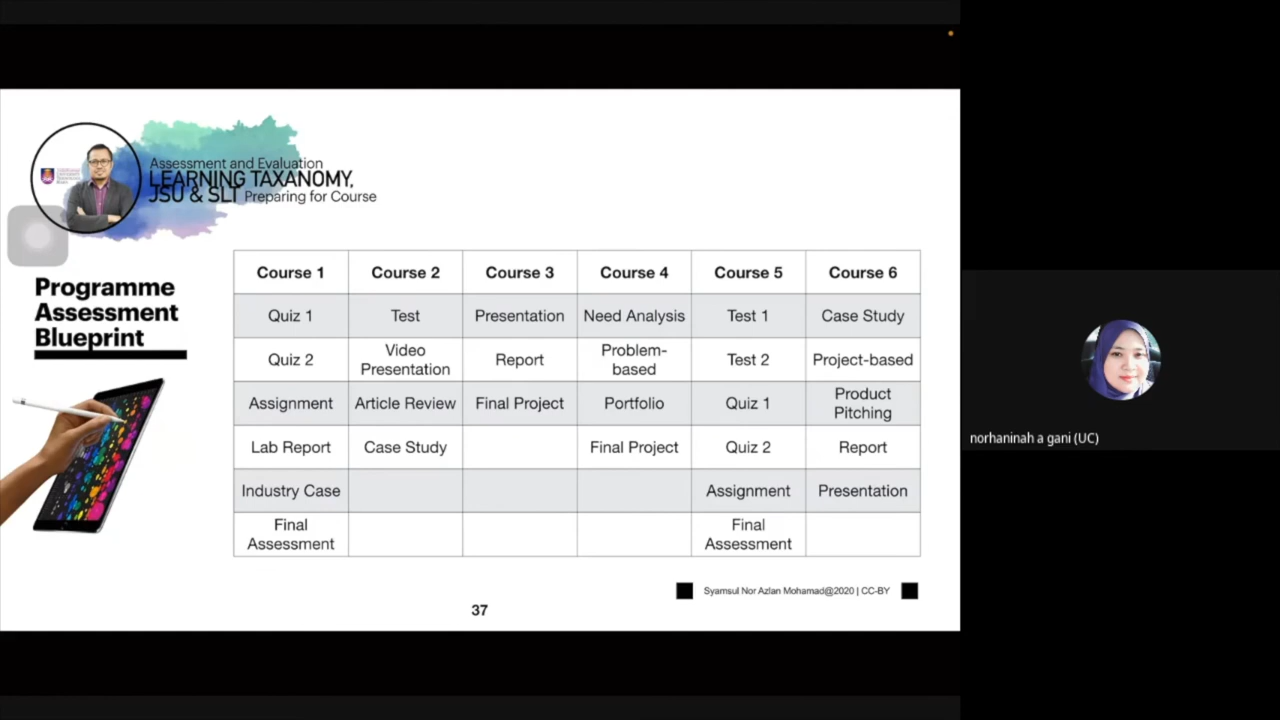 Assessment and Evaluation
LEARNING TAXANOMY,
JSU & SLT Preparing for Course
Programme
Assessment
Blueprint
Course 1 Course 2 Course 3 Course 4 Course 5 Course 6
Quiz 1 Test Presentation Need Analysis Test 1 Case Study
Quiz 2 Video Presentation Report Problem-based Test 2 Project-based
Assignment Article Review Final Project Portfolio Quiz 1 Product Pitching
Lab Report Case Study Final Project Quiz 2 Report
Industry Case Assignment Presentation
Final Assessment Final Assessment
Syamsul Nor Azlan Mohamad@2020 | CC-BY
37
norhaninah a gani (UC)